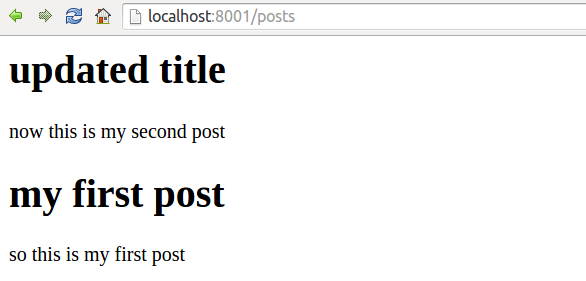 localhost:8001/posts
updated title
now this is my second post
my first post
so this is my first post